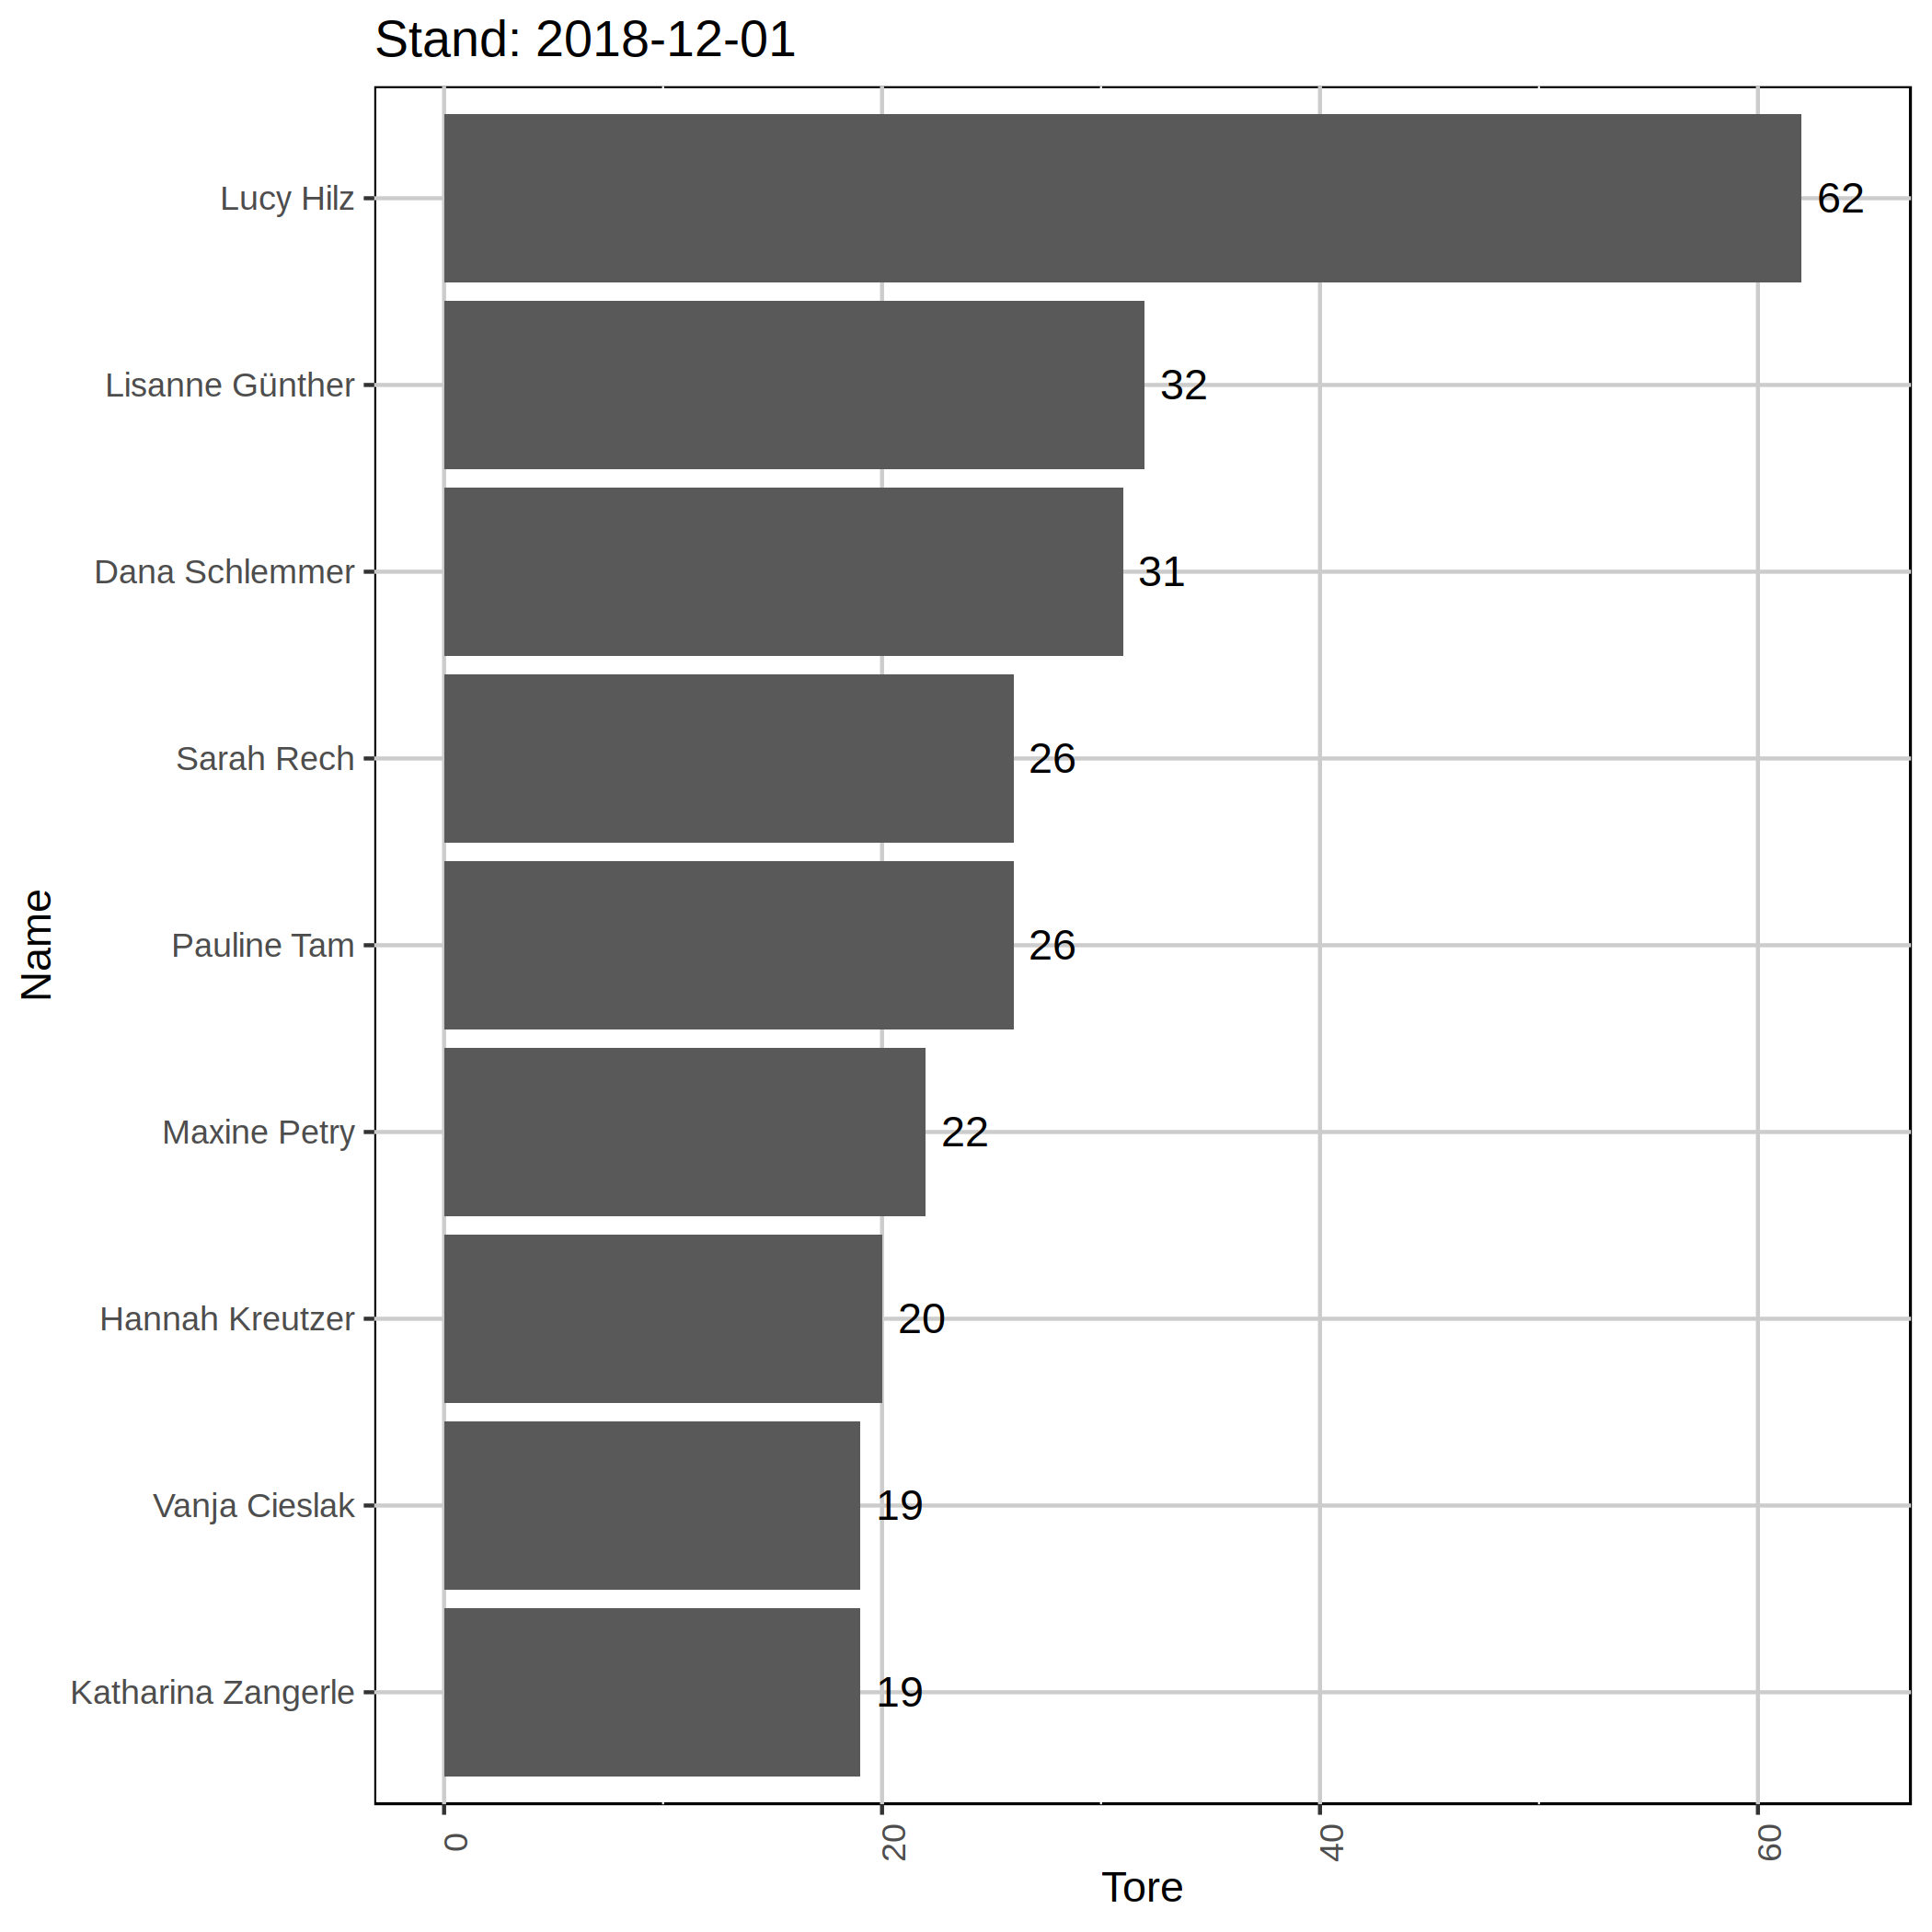 Stand: 2018-12-01
Lucy Hilz 62
Lisanne Günther 32
Dana Schlemmer 31
Sarah Rech 26
Pauline Tam 26
Maxine Petry 22
Hannah Kreutzer 20
Vanja Cieslak 19
Katharina Zangerle 19
Name
0 20 40 60
Tore